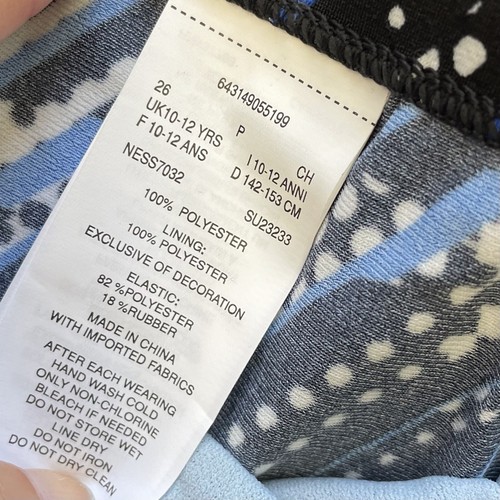 643149055199
26 P CH
UK10-12 YRS I 10-12 ANNI
F 10-12 ANS D 142-153 CM
NESS7032 SU23233
100% POLYESTER
LINING:
100% POLYESTER
EXCLUSIVE OF DECORATION
ELASTIC:
82 %POLYESTER
18 %RUBBER
MADE IN CHINA
WITH IMPORTED FABRICS
AFTER EACH WEARING
HAND WASH COLD
ONLY NON-CHLORINE
BLEACH IF NEEDED
DO NOT STORE WET
LINE DRY
DO NOT IRON
DO NOT DRY CLEAN